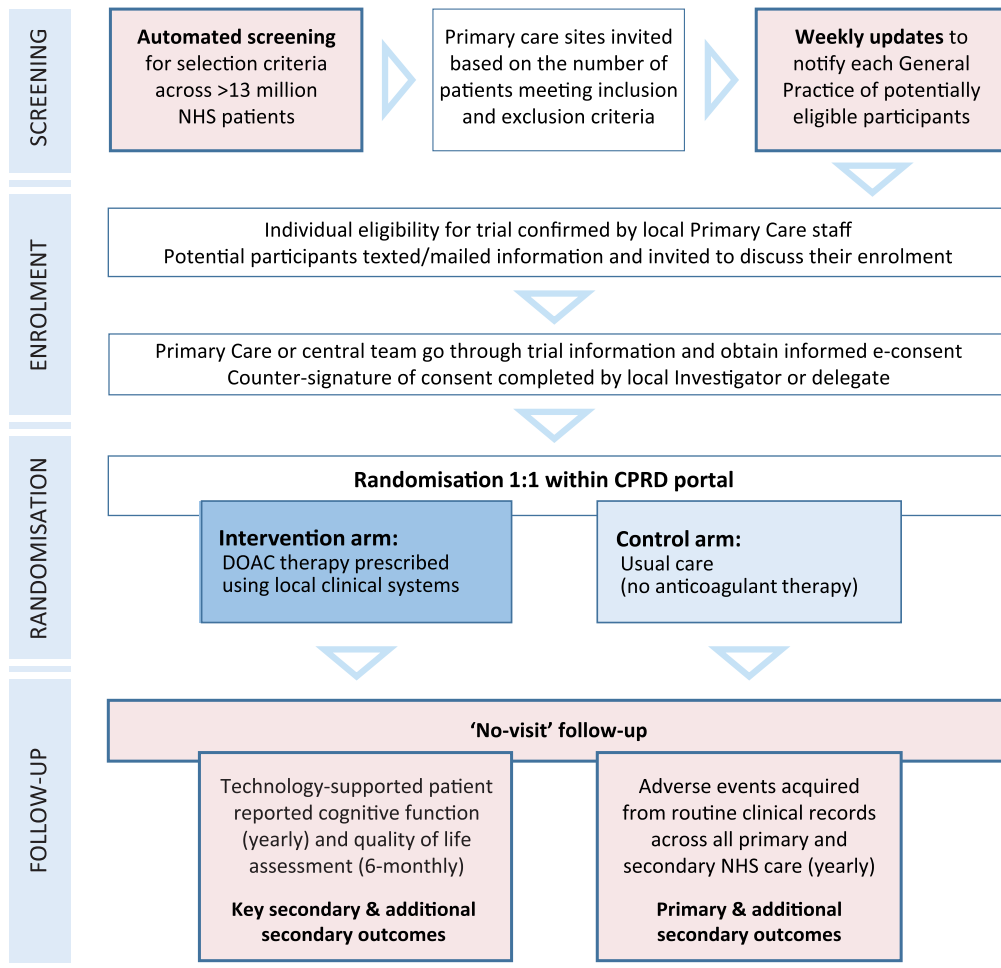 SCREENING
Automated screening
for selection criteria
across >13 million
NHS patients
Primary care sites invited
based on the number of
patients meeting inclusion
and exclusion criteria
Weekly updates to
notify each General
Practice of potentially
eligible participants
ENROLMENT
Individual eligibility for trial confirmed by local Primary Care staff
Potential participants texted/mailed information and invited to discuss their enrolment
Primary Care or central team go through trial information and obtain informed e-consent
Counter-signature of consent completed by local Investigator or delegate
RANDOMISATION
Randomisation 1:1 within CPRD portal
Intervention arm:
DOAC therapy prescribed
using local clinical systems
Control arm:
Usual care
(no anticoagulant therapy)
FOLLOW-UP
‘No-visit’ follow-up
Technology-supported patient
reported cognitive function
(yearly) and quality of life
assessment (6-monthly)
Key secondary & additional
secondary outcomes
Adverse events acquired
from routine clinical records
across all primary and
secondary NHS care (yearly)
Primary & additional
secondary outcomes